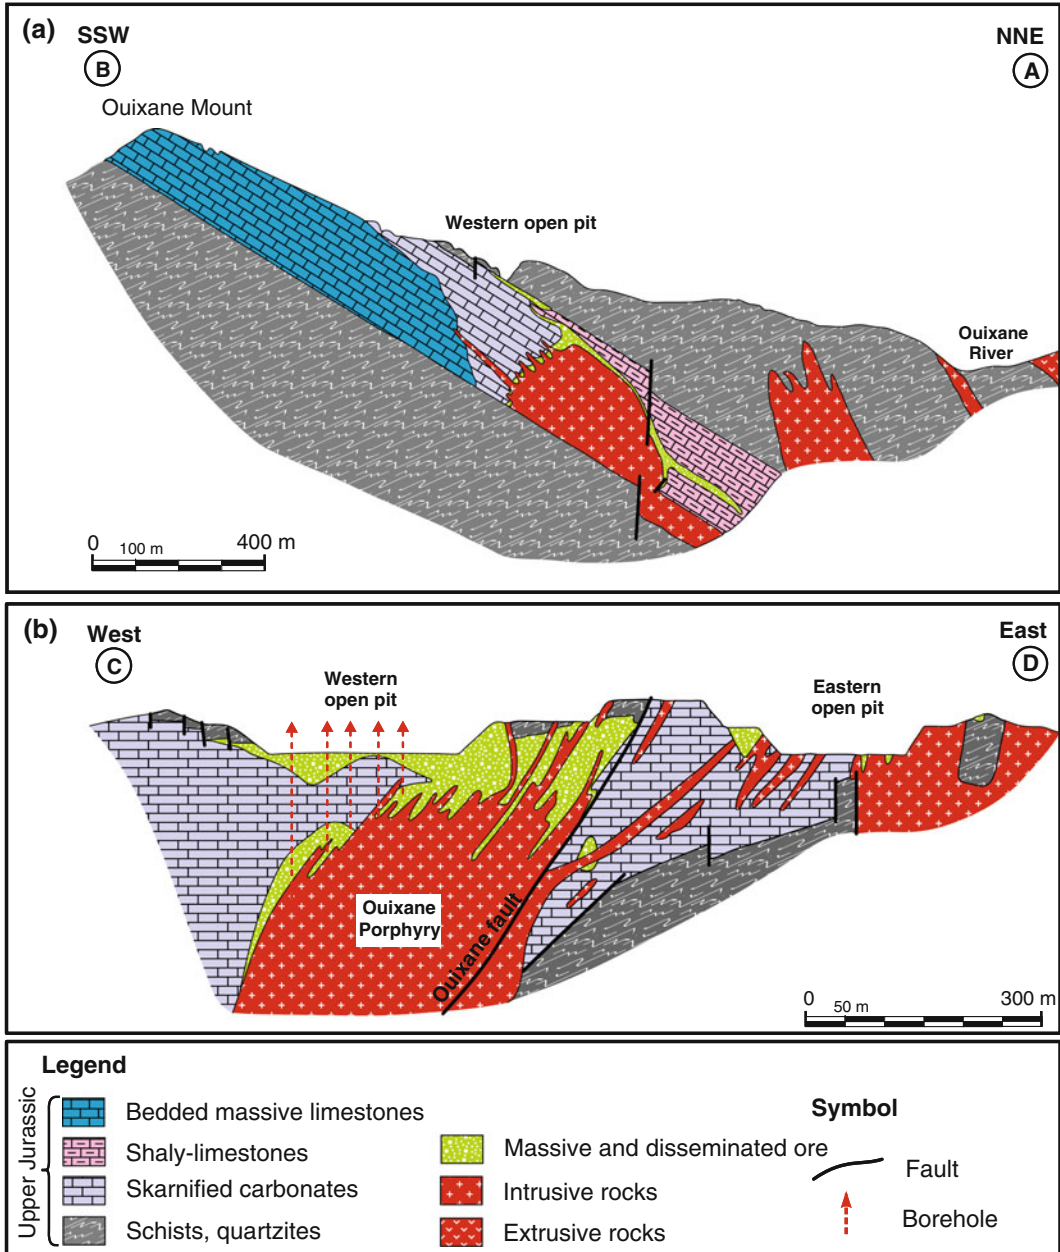 (a)
SSW
NNE
B
A
Ouixane Mount
Western open pit
Ouixane
River
0
100 m
400 m
(b)
West
East
C
D
Western
open pit
Eastern
open pit
Ouixane
Porphyry
Ouixane fault
0
50 m
300 m
Legend
Upper Jurassic
Bedded massive limestones
Shaly-limestones
Skarnified carbonates
Schists, quartzites
Massive and disseminated ore
Intrusive rocks
Extrusive rocks
Symbol
Fault
Borehole